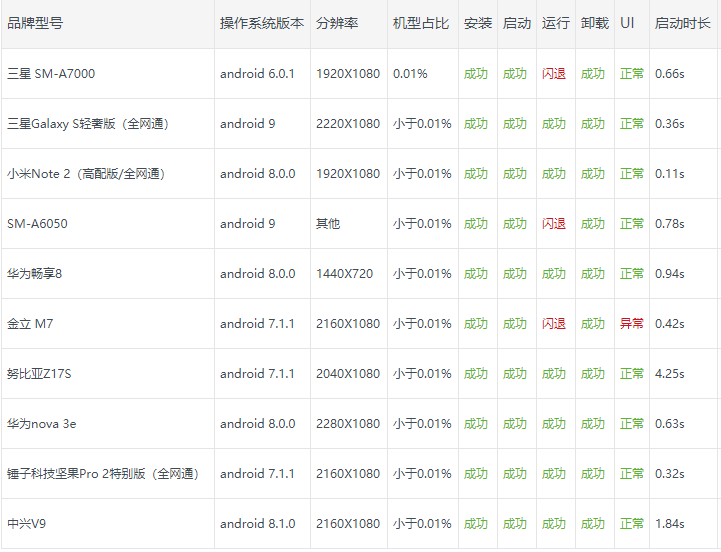 品牌型号 操作系统版本 分辨率 机型占比 安装 启动 运行 卸载 UI 启动时长
三星 SM-A7000 android 6.0.1 1920X1080 0.01% 成功 成功 闪退 成功 正常 0.66s
三星Galaxy S轻奢版（全网通） android 9 2220X1080 小于0.01% 成功 成功 成功 成功 正常 0.36s
小米Note 2（高配版/全网通） android 8.0.0 1920X1080 小于0.01% 成功 成功 成功 成功 正常 0.11s
SM-A6050 android 9 其他 小于0.01% 成功 成功 闪退 成功 正常 0.78s
华为畅享8 android 8.0.0 1440X720 小于0.01% 成功 成功 成功 成功 正常 0.94s
金立 M7 android 7.1.1 2160X1080 小于0.01% 成功 成功 闪退 成功 异常 0.42s
努比亚Z17S android 7.1.1 2040X1080 小于0.01% 成功 成功 成功 成功 正常 4.25s
华为nova 3e android 8.0.0 2280X1080 小于0.01% 成功 成功 成功 成功 正常 0.63s
锤子科技坚果Pro 2特别版（全网通） android 7.1.1 2160X1080 小于0.01% 成功 成功 成功 成功 正常 0.32s
中兴V9 android 8.1.0 2160X1080 小于0.01% 成功 成功 成功 成功 正常 1.84s